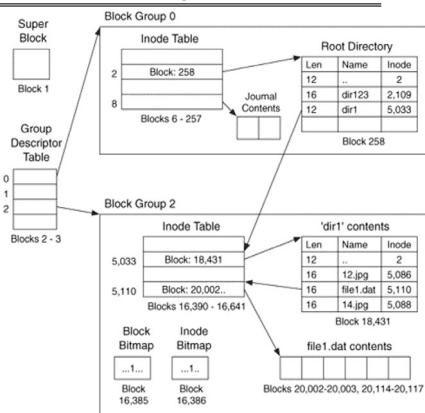 Super
Block
Block 1
Group
Descriptor
Table
0
1
2
Blocks 2 - 3
Block Group 0
Inode Table
2
Block: 258
8
Blocks 6 - 257
Journal
Contents
Root Directory
Len Name Inode
12 .. 2
16 dir123 2,109
12 dir1 5,033
Block 258
Block Group 2
Inode Table
5,033
Block: 18,431
5,110
Block: 20,002..
Blocks 16,390 - 16,641
'dir1' contents
Len Name Inode
12 .. 2
16 12.jpg 5,086
16 file1.dat 5,110
16 14.jpg 5,088
Block 18,431
Block
Bitmap
...1...
Block
16,385
Inode
Bitmap
...1..
Block
16,386
file1.dat contents
Blocks 20,002-20,003, 20,114-20,117